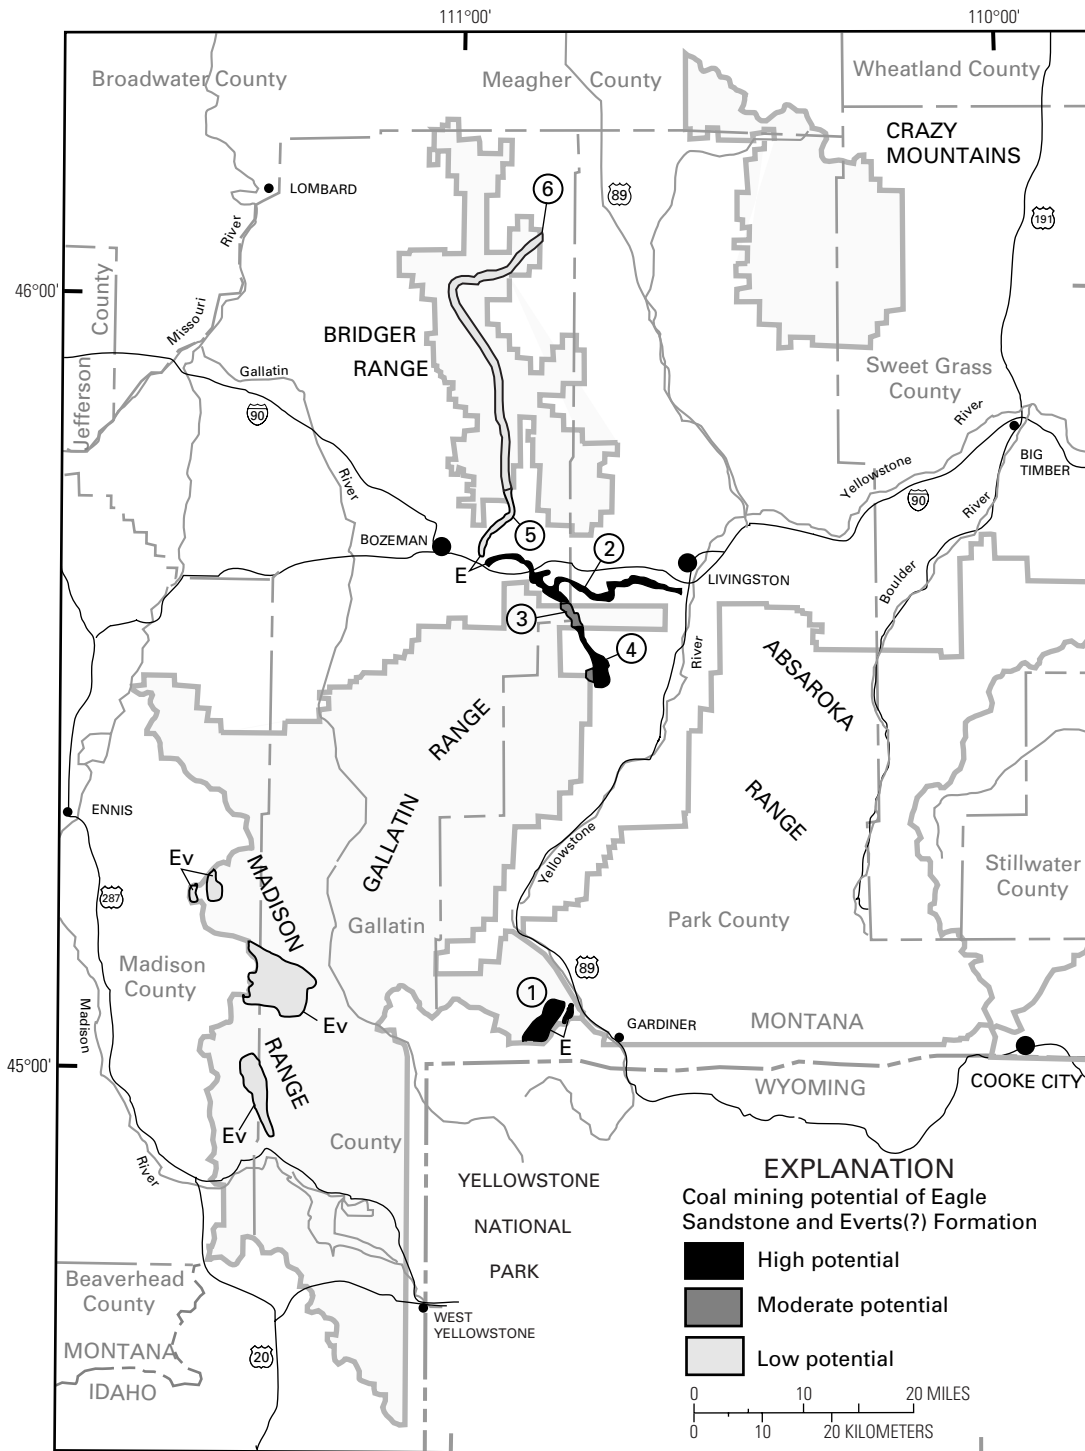 111°00'
110°00'
Broadwater County
Meagher County
Wheatland County
CRAZY
MOUNTAINS
LOMBARD
6
89
191
River
46°00'
County
Jefferson
Missouri
BRIDGER
RANGE
Gallatin
90
River
Sweet Grass
County
River
Yellowstone
90
BIG
TIMBER
River
Boulder
BOZEMAN
5
2
E
LIVINGSTON
3
4
River
ABSAROKA
RANGE
RANGE
GALLATIN
ENNIS
Ev
287
MADISON
Yellowstone
Gallatin
Park County
Stillwater
County
Madison
County
Madison
89
1
Ev
E
GARDINER
MONTANA
45°00'
WYOMING
COOKE CITY
RANGE
Ev
County
River
YELLOWSTONE
NATIONAL
PARK
Beaverhead
County
MONTANA
IDAHO
20
WEST
YELLOWSTONE
EXPLANATION
Coal mining potential of Eagle
Sandstone and Everts(?) Formation
High potential
Moderate potential
Low potential
0 10 20 MILES
0 10 20 KILOMETERS